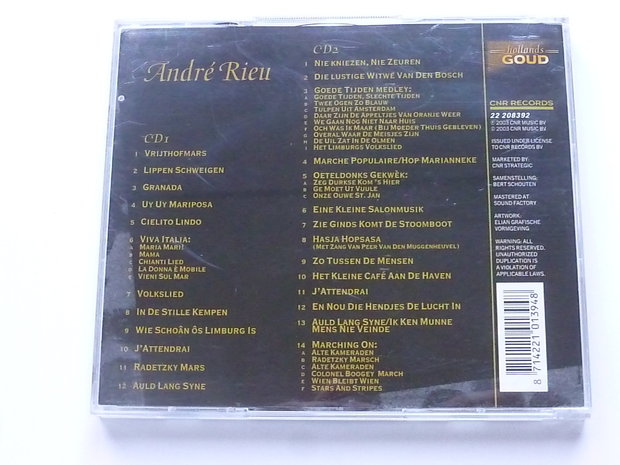 André Rieu
CD1
1 Vrijthofmars
2 Lippen Schweigen
3 Granada
4 Uy Uy Mariposa
5 Cielito Lindo
6 Viva Italia:
A Maria Mari!
B Mama
C Chianti Lied
D La Donna è Mobile
E Vieni Sul Mar
7 Volkslied
8 In De Stille Kempen
9 Wie Schoân Ôs Limburg Is
10 J'Attendrai
11 Radetzky Mars
12 Auld Lang Syne
CD2
1 Nie Kniezen, Nie Zeuren
2 Die Lustige Witwe Van Den Bosch
3 Goede Tijden Medley:
A Goede Tijden, Slechte Tijden
B Twee Ogen Zo Blauw
C Tulpen Uit Amsterdam
D Daar Zijn De Appeltjes Van Oranje Weer
E We Gaan Nog Niet Naar Huis
F Och Was Ik Maar (Bij Moeder Thuis Gebleven)
G Overal Waar De Meisjes Zijn
H De Uil Zat In De Olmen
I Het Limburgs Volkslied
4 Marche Populaire/Hop Marianneke
5 Oeteldonks Gekwèk:
A Zeg Durske Kom 's Hier
B Ge Moet Ut Vuule
C Onze Ouwe St. Jan
6 Eine Kleine Salonmusik
7 Zie Ginds Komt De Stoomboot
8 Hasja Hopsasa
(Met Zang Van Peer Van Den Muggenheuvel)
9 Zo Tussen De Mensen
10 Het Kleine Café Aan De Haven
11 J'Attendrai
12 En Nou Die Hendjes De Lucht In
13 Auld Lang Syne/Ik Ken Munne
Mens Nie Veinde
14 Marching On:
A Alte Kameraden
B Radetzky Marsch
C Alte Kameraden
D Colonel Boogey March
E Wien Bleibt Wien
F Stars And Stripes
hollands
GOUD
CNR RECORDS
22 208392
℗ 2003 CNR MUSIC BV
© 2003 CNR MUSIC BV
ISSUED UNDER LICENSE
TO CNR RECORDS BV
MARKETED BY:
CNR STRATEGIC
SAMENSTELLING:
BERT SCHOUTEN
MASTERED AT
SOUND FACTORY
ARTWORK:
ELIAN GRAFISCHE
VORMGEVING
WARNING: ALL
RIGHTS RESERVED.
UNAUTHORIZED
DUPLICATION IS
A VIOLATION OF
APPLICABLE LAWS.
8 714221 013948